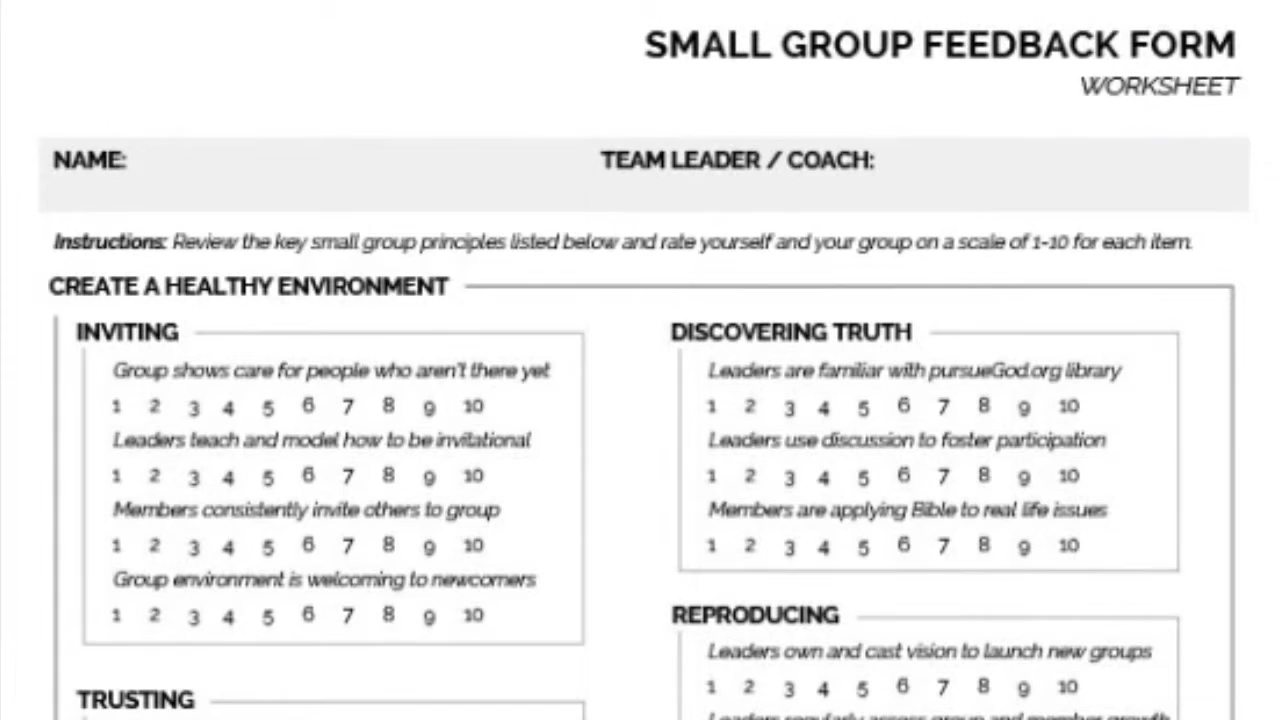 SMALL GROUP FEEDBACK FORM
WORKSHEET
NAME:
TEAM LEADER / COACH:
Instructions: Review the key small group principles listed below and rate yourself and your group on a scale of 1-10 for each item.
CREATE A HEALTHY ENVIRONMENT
INVITING
Group shows care for people who aren't there yet
1 2 3 4 5 6 7 8 9 10
Leaders teach and model how to be invitational
1 2 3 4 5 6 7 8 9 10
Members consistently invite others to group
1 2 3 4 5 6 7 8 9 10
Group environment is welcoming to newcomers
1 2 3 4 5 6 7 8 9 10
TRUSTING
DISCOVERING TRUTH
Leaders are familiar with pursueGod.org library
1 2 3 4 5 6 7 8 9 10
Leaders use discussion to foster participation
1 2 3 4 5 6 7 8 9 10
Members are applying Bible to real life issues
1 2 3 4 5 6 7 8 9 10
REPRODUCING
Leaders own and cast vision to launch new groups
1 2 3 4 5 6 7 8 9 10
Leaders regularly assess group and member growth